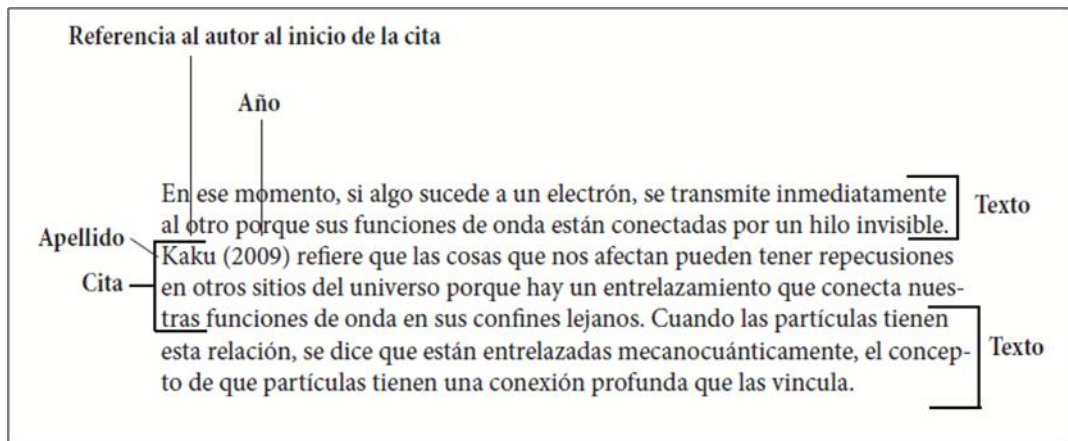 Referencia al autor al inicio de la cita
Año
En ese momento, si algo sucede a un electrón, se transmite inmediatamente
al otro porque sus funciones de onda están conectadas por un hilo invisible.
Texto
Apellido
Kaku (2009) refiere que las cosas que nos afectan pueden tener repecusiones
Cita
en otros sitios del universo porque hay un entrelazamiento que conecta nues-
tras funciones de onda en sus confines lejanos. Cuando las partículas tienen
esta relación, se dice que están entrelazadas mecanocuánticamente, el concep-
to de que partículas tienen una conexión profunda que las vincula.
Texto